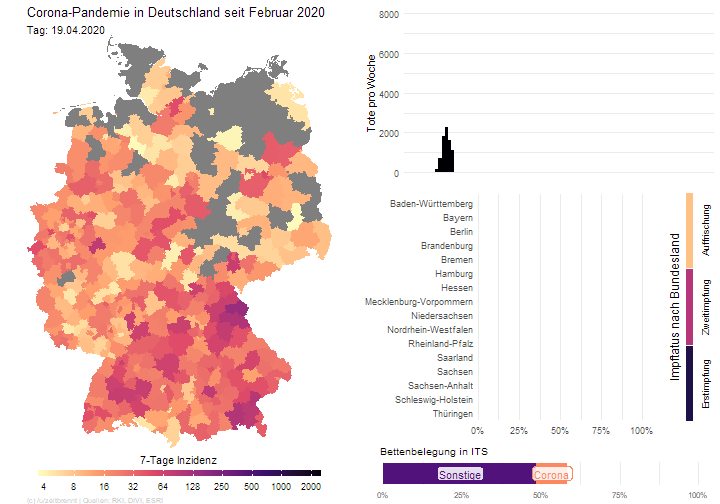 Corona-Pandemie in Deutschland seit Februar 2020
Tag: 19.04.2020
7-Tage Inzidenz
4 8 16 32 64 125 250 500 1000 2000
(c) /u/zeitbrennt | Quellen: RKI, DIVI, ESRI
Tote pro Woche
8000
6000
4000
2000
0
Baden-Württemberg
Bayern
Berlin
Brandenburg
Bremen
Hamburg
Hessen
Mecklenburg-Vorpommern
Niedersachsen
Nordrhein-Westfalen
Rheinland-Pfalz
Saarland
Sachsen
Sachsen-Anhalt
Schleswig-Holstein
Thüringen
0% 25% 50% 75% 100%
Impfstatus nach Bundesland
Auffrischung
Zweitimpfung
Erstimpfung
Bettenbelegung in ITS
Sonstige Corona
0% 25% 50% 75% 100%